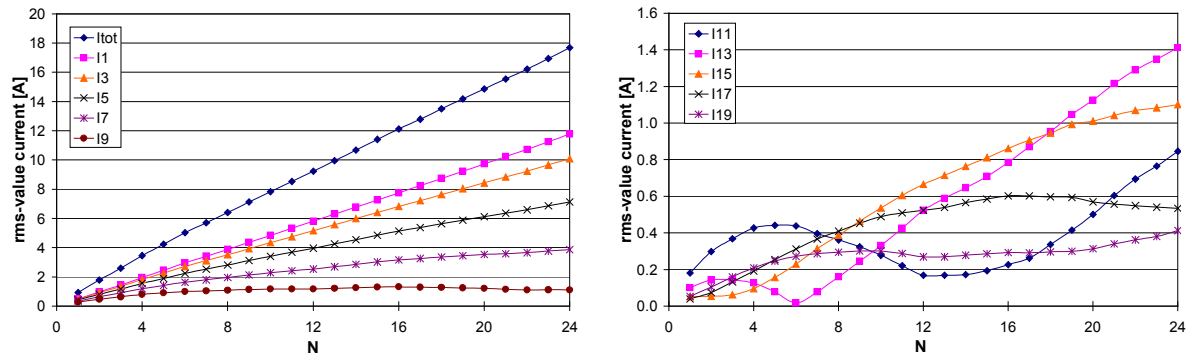 20
18
16
14
12
10
8
6
4
2
0
rms-value current [A]
Itot
I1
I3
I5
I7
I9
0 4 8 12 16 20 24
N
1.6
1.4
1.2
1.0
0.8
0.6
0.4
0.2
0.0
rms-value current [A]
I11
I13
I15
I17
I19
0 4 8 12 16 20 24
N